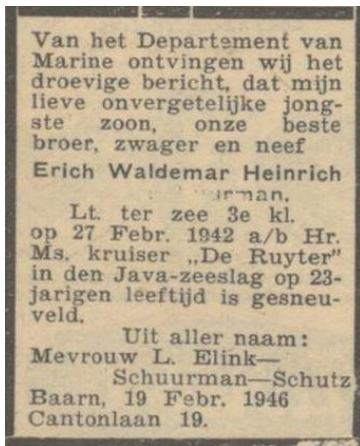 Van het Departement van
Marine ontvingen wij het
droevige bericht, dat mijn
lieve onvergetelijke jong-
ste zoon, onze beste
broer, zwager en neef
Erich Waldemar Heinrich
Lt. ter zee 3e kl.
op 27 Febr. 1942 a/b Hr.
Ms. kruiser „De Ruyter”
in den Java-zeeslag op 23-
jarigen leeftijd is gesneu-
veld.
Uit aller naam:
Mevrouw L. Elink—
Schuurman—Schutz
Baarn, 19 Febr. 1946
Cantonlaan 19.